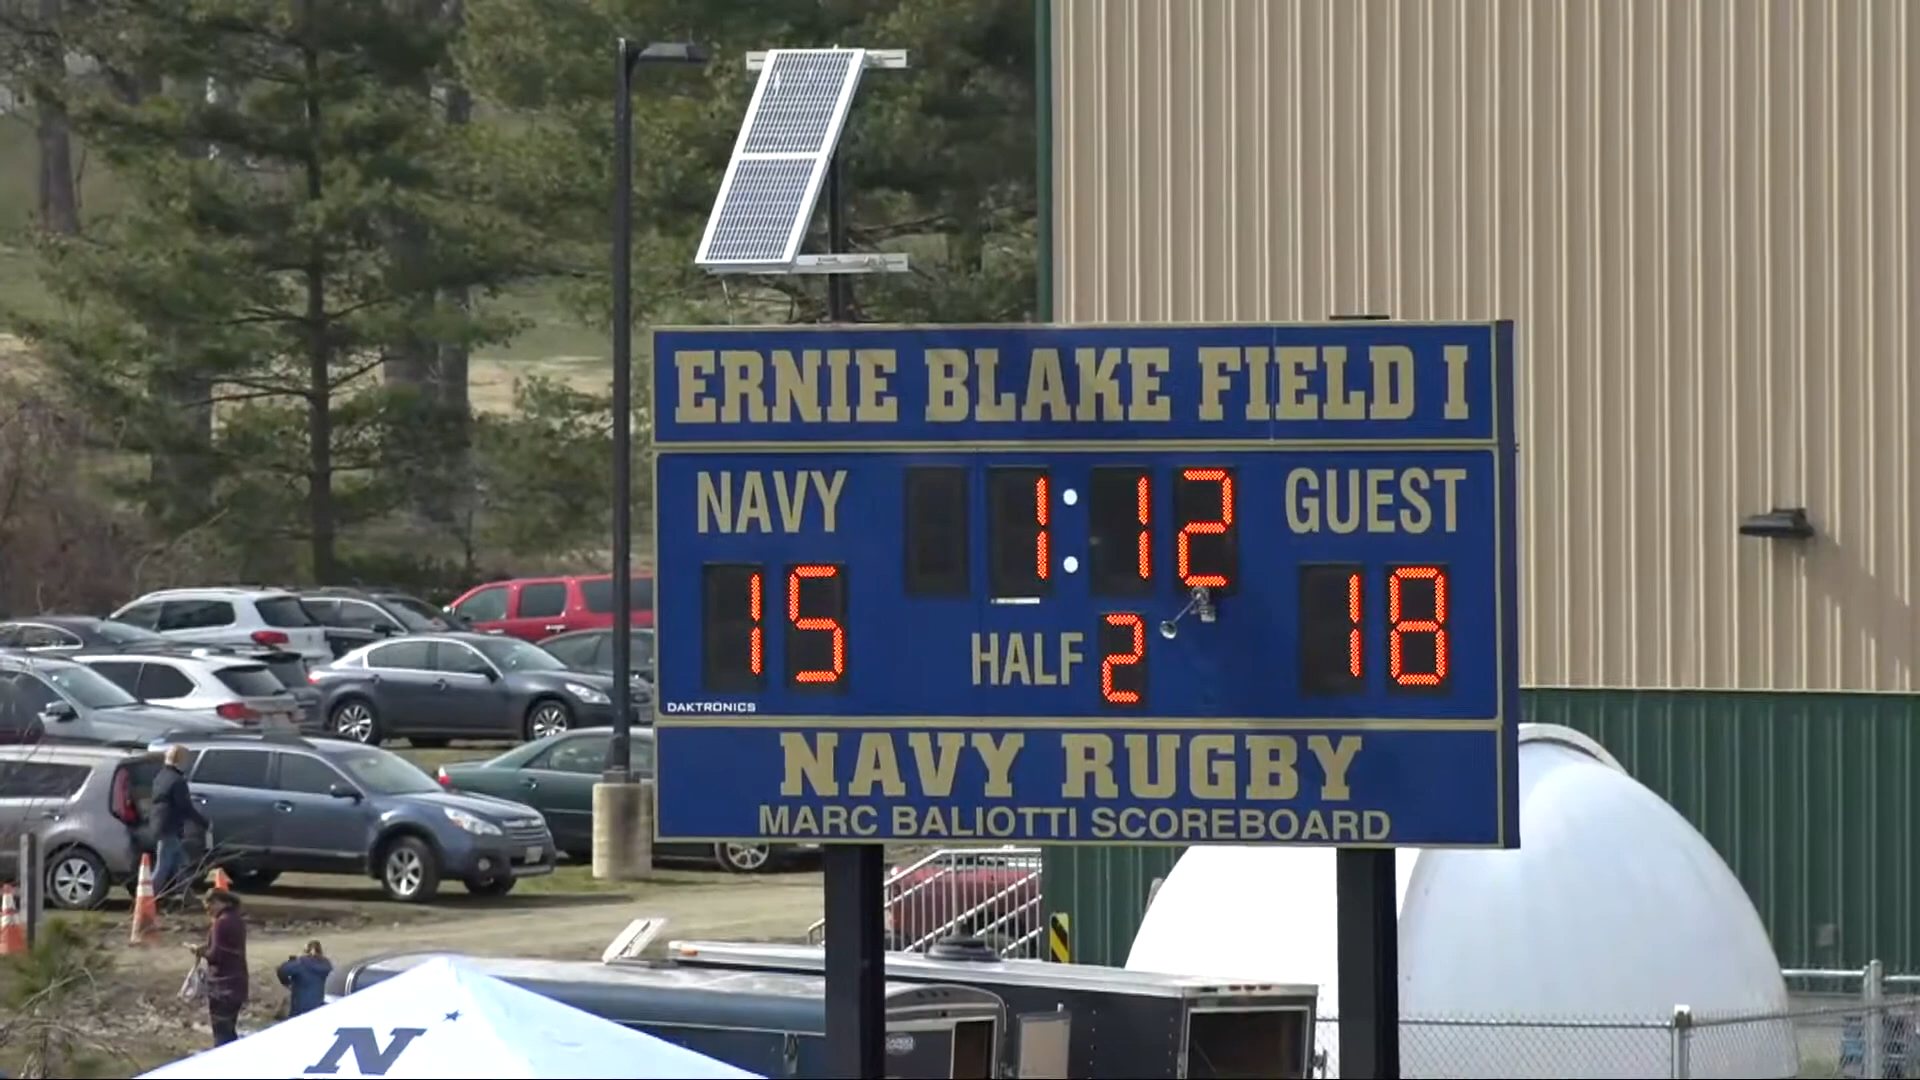 ERNIE BLAKE FIELD I
NAVY 1:12 GUEST
15 HALF 2 18
DAKTRONICS
NAVY RUGBY
MARC BALIOTTI SCOREBOARD
N